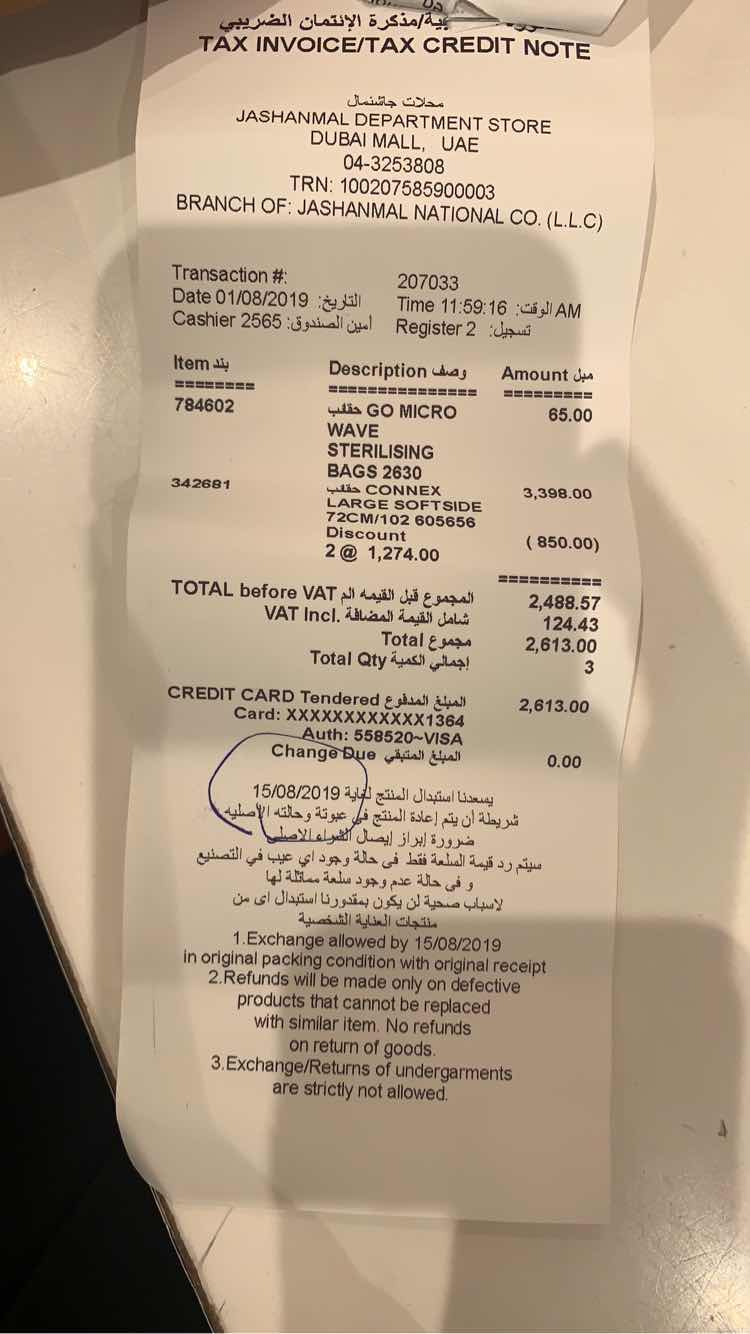 بية/مذكرة الإئتمان الضريبي
TAX INVOICE/TAX CREDIT NOTE
محلات جاشنمال
JASHANMAL DEPARTMENT STORE
DUBAI MALL, UAE
04-3253808
TRN: 100207585900003
BRANCH OF: JASHANMAL NATIONAL CO. (L.L.C)
Transaction #: 207033
Date 01/08/2019 التاريخ: Time 11:59:16 الوقت: AM
Cashier 2565 أمين الصندوق: Register 2 تسجيل:
Item بند Description وصف Amount مبل
======== =============== =========
784602 حقائب GO MICRO 65.00
WAVE
STERILISING
BAGS 2630
342681 حقائب CONNEX 3,398.00
LARGE SOFTSIDE
72CM/102 605656
Discount ( 850.00)
2 @ 1,274.00
==========
TOTAL before VAT المجموع قبل القيمه الم 2,488.57
VAT Incl. شامل القيمة المضافة 124.43
Total مجموع 2,613.00
Total Qty إجمالي الكمية 3
CREDIT CARD Tendered المبلغ المدفوع 2,613.00
Card: XXXXXXXXXXXX1364
Auth: 558520~VISA
Change Due المبلغ المتبقي 0.00
يسعدنا استبدال المنتج لغاية 15/08/2019
شريطة أن يتم إعادة المنتج في عبوتة وحالته الأصليه
ضرورة إبراز إيصال الشراء الاصلي
سيتم رد قيمة السلعة فقط في حالة وجود اي عيب في التصنيع
و في حالة عدم وجود سلعة مماثلة لها
لاسباب صحية لن يكون بمقدورنا استبدال اى من
منتجات العناية الشخصية
1.Exchange allowed by 15/08/2019
in original packing condition with original receipt
2.Refunds will be made only on defective
products that cannot be replaced
with similar item. No refunds
on return of goods.
3.Exchange/Returns of undergarments
are strictly not allowed.